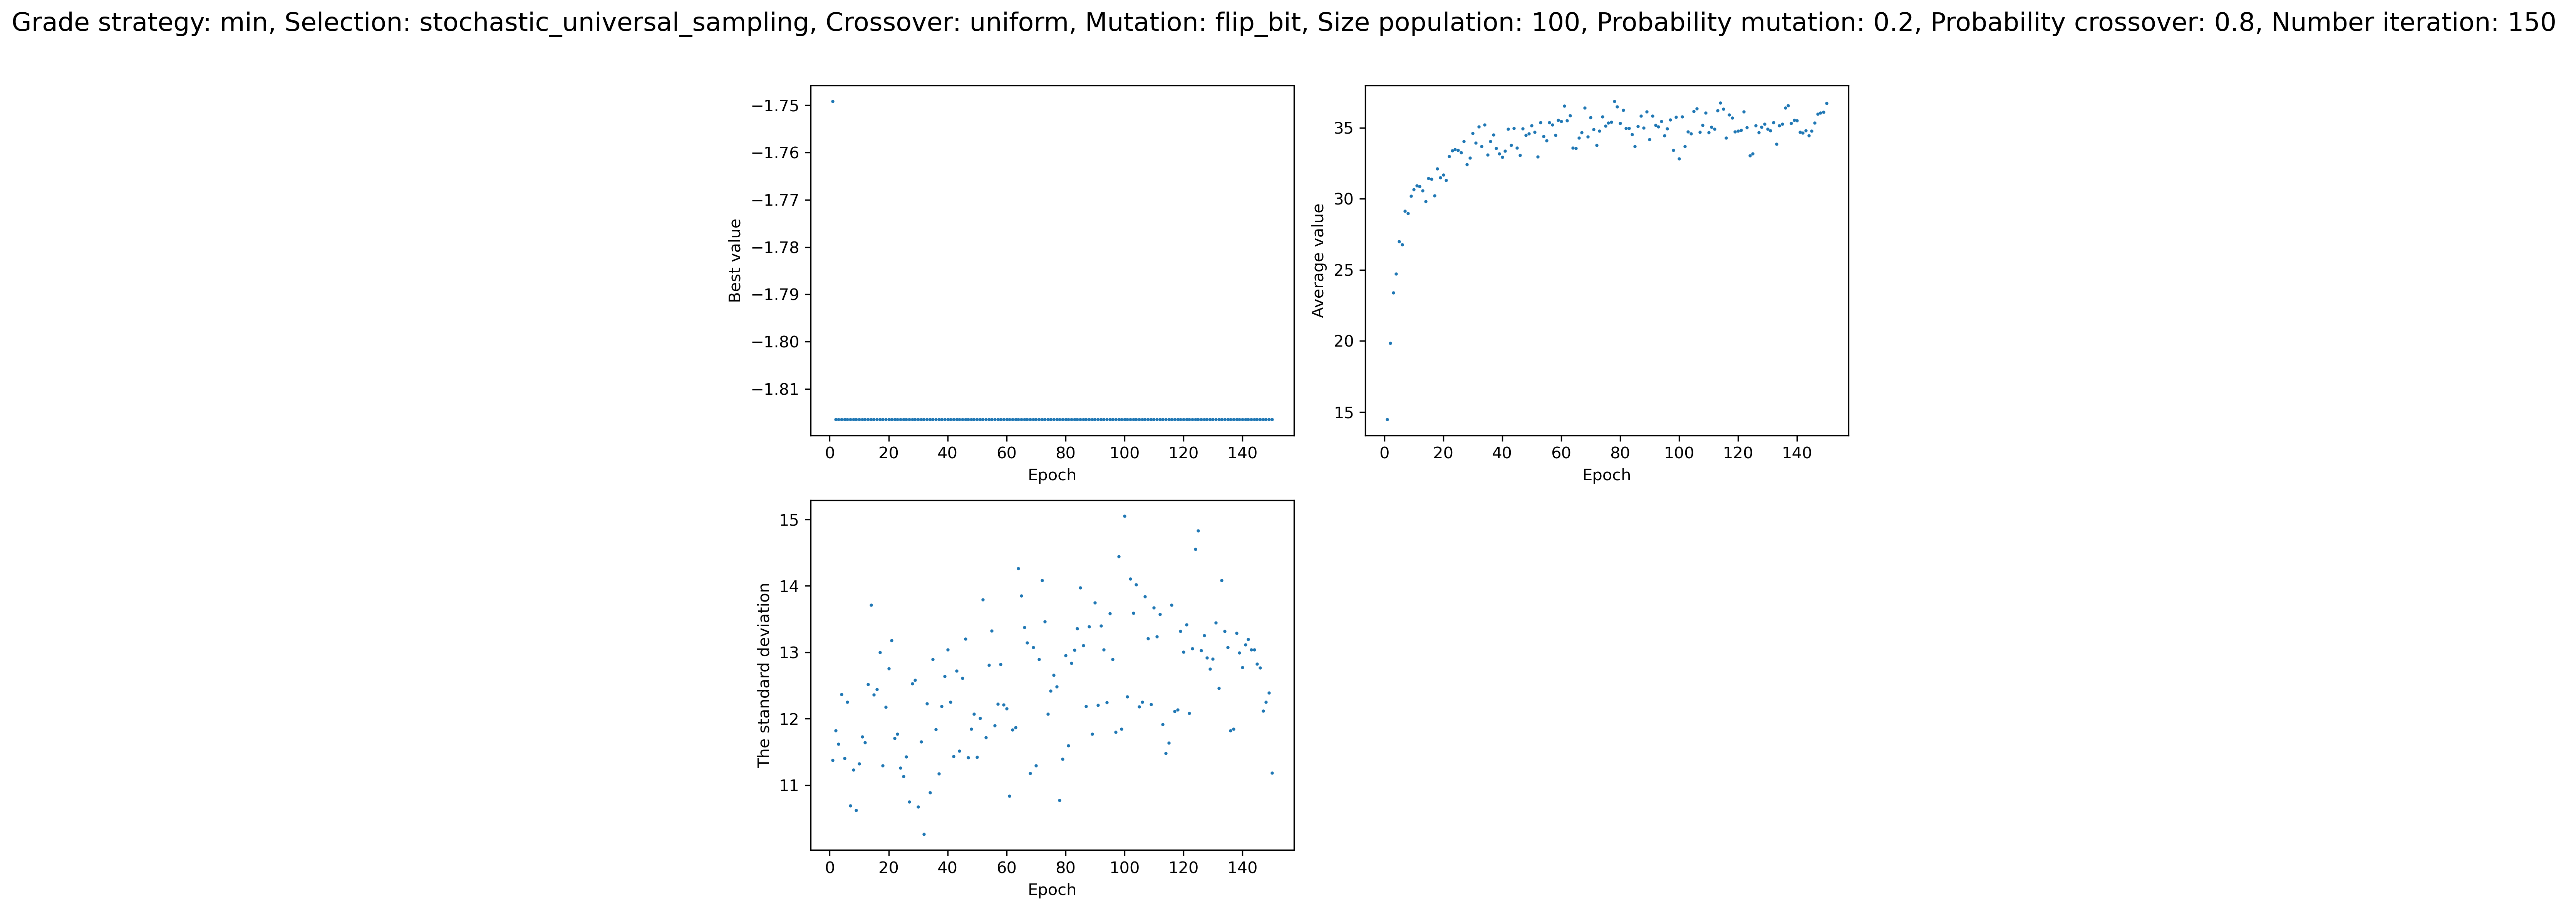 Grade strategy: min, Selection: stochastic_universal_sampling, Crossover: uniform, Mutation: flip_bit, Size population: 100, Probability mutation: 0.2, Probability crossover: 0.8, Number iteration: 150
Best value
−1.75
−1.76
−1.77
−1.78
−1.79
−1.80
−1.81
0 20 40 60 80 100 120 140
Epoch
Average value
35
30
25
20
15
0 20 40 60 80 100 120 140
Epoch
The standard deviation
15
14
13
12
11
0 20 40 60 80 100 120 140
Epoch